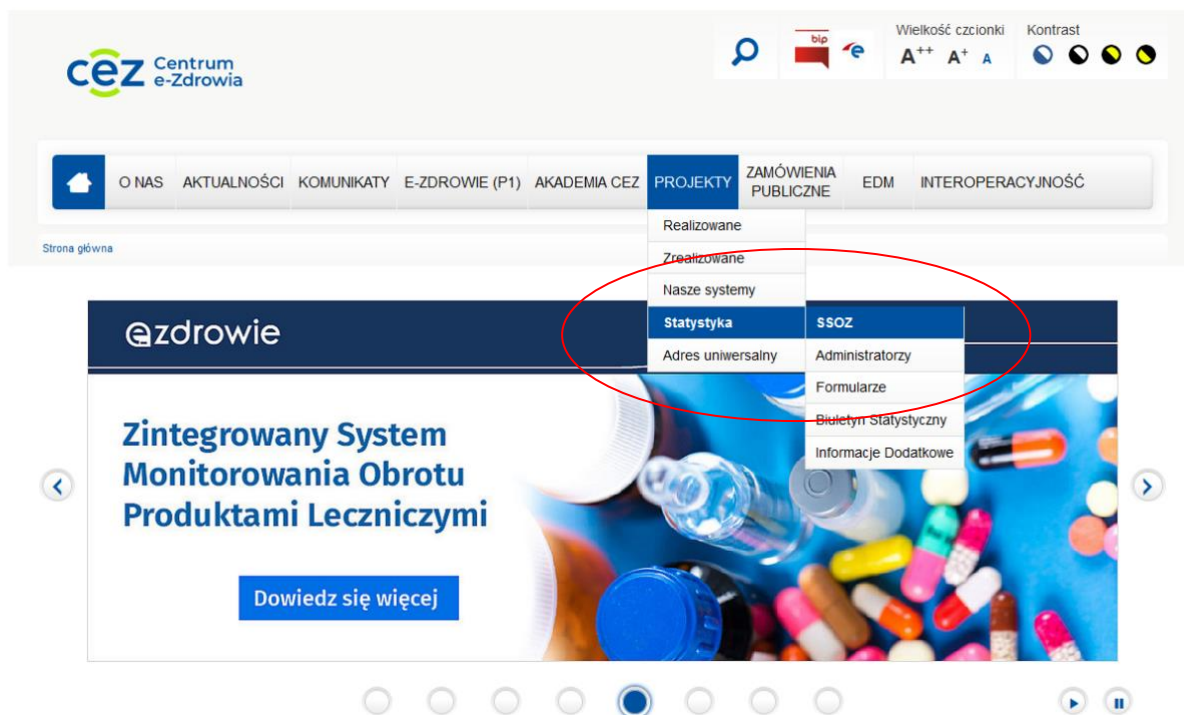 cez Centrum
e-Zdrowia
bip
Wielkość czcionki
A++ A+ A
Kontrast
O NAS AKTUALNOŚCI KOMUNIKATY E-ZDROWIE (P1) AKADEMIA CEZ PROJEKTY ZAMÓWIENIA
PUBLICZNE EDM INTEROPERACYJNOŚĆ
Strona główna
Realizowane
Zrealizowane
Nasze systemy
Statystyka
Adres uniwersalny
SSOZ
Administratorzy
Formularze
Biuletyn Statystyczny
Informacje Dodatkowe
ezdrowie
Zintegrowany System
Monitorowania Obrotu
Produktami Leczniczymi
Dowiedz się więcej